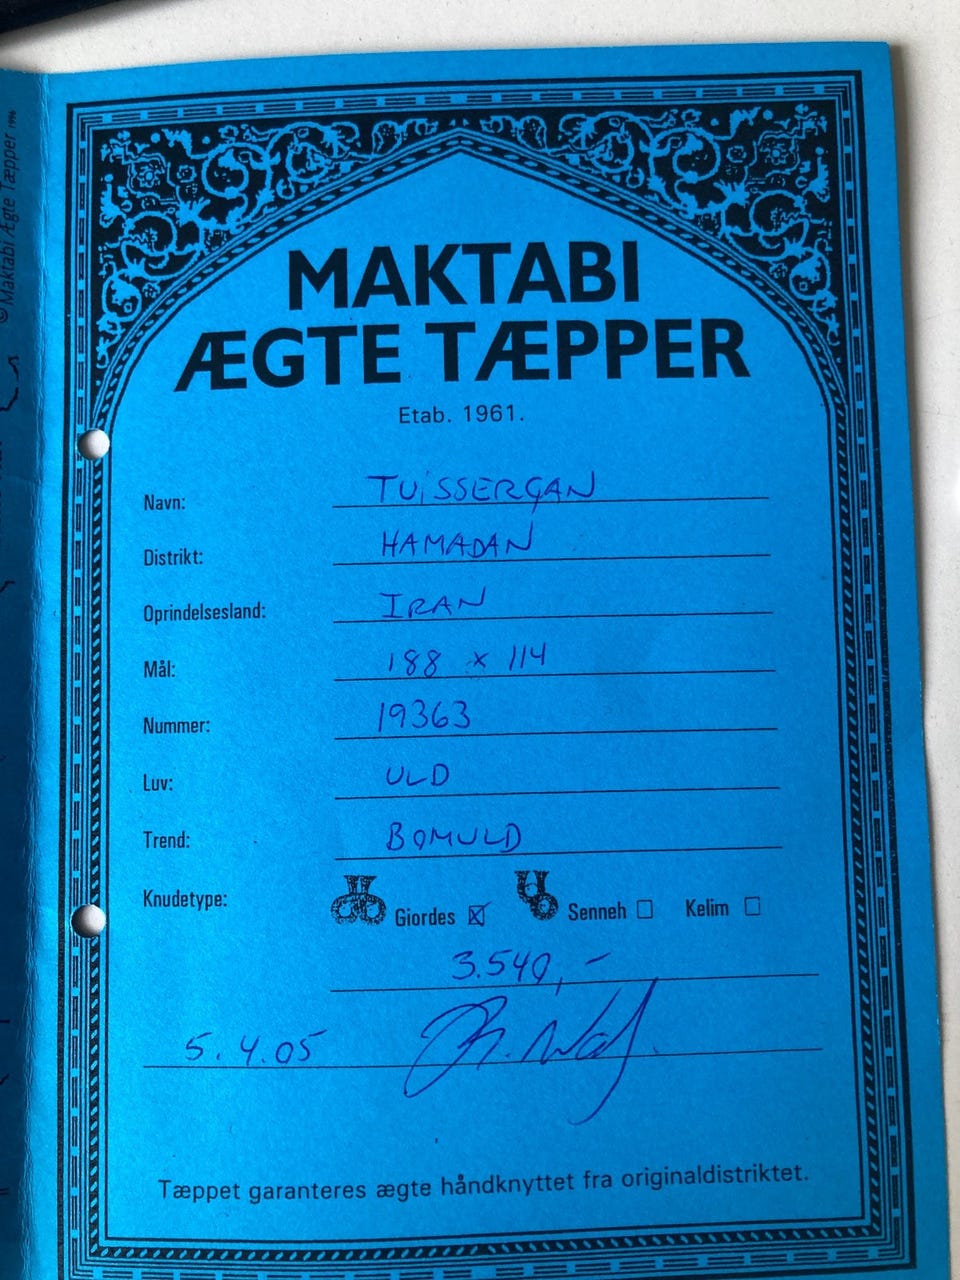 © Maktabi Ægte Tæpper 1996
MAKTABI
ÆGTE TÆPPER
Etab. 1961.
Navn: TUiSSERGAN
Distrikt: HAMADAN
Oprindelsesland: IRAN
Mål: 188 x 114
Nummer: 19363
Luv: ULD
Trend: BOMULD
Knudetype: Giordes ☒ Senneh ☐ Kelim ☐
3.540,-
5.4.05
Tæppet garanteres ægte håndknyttet fra originaldistriktet.